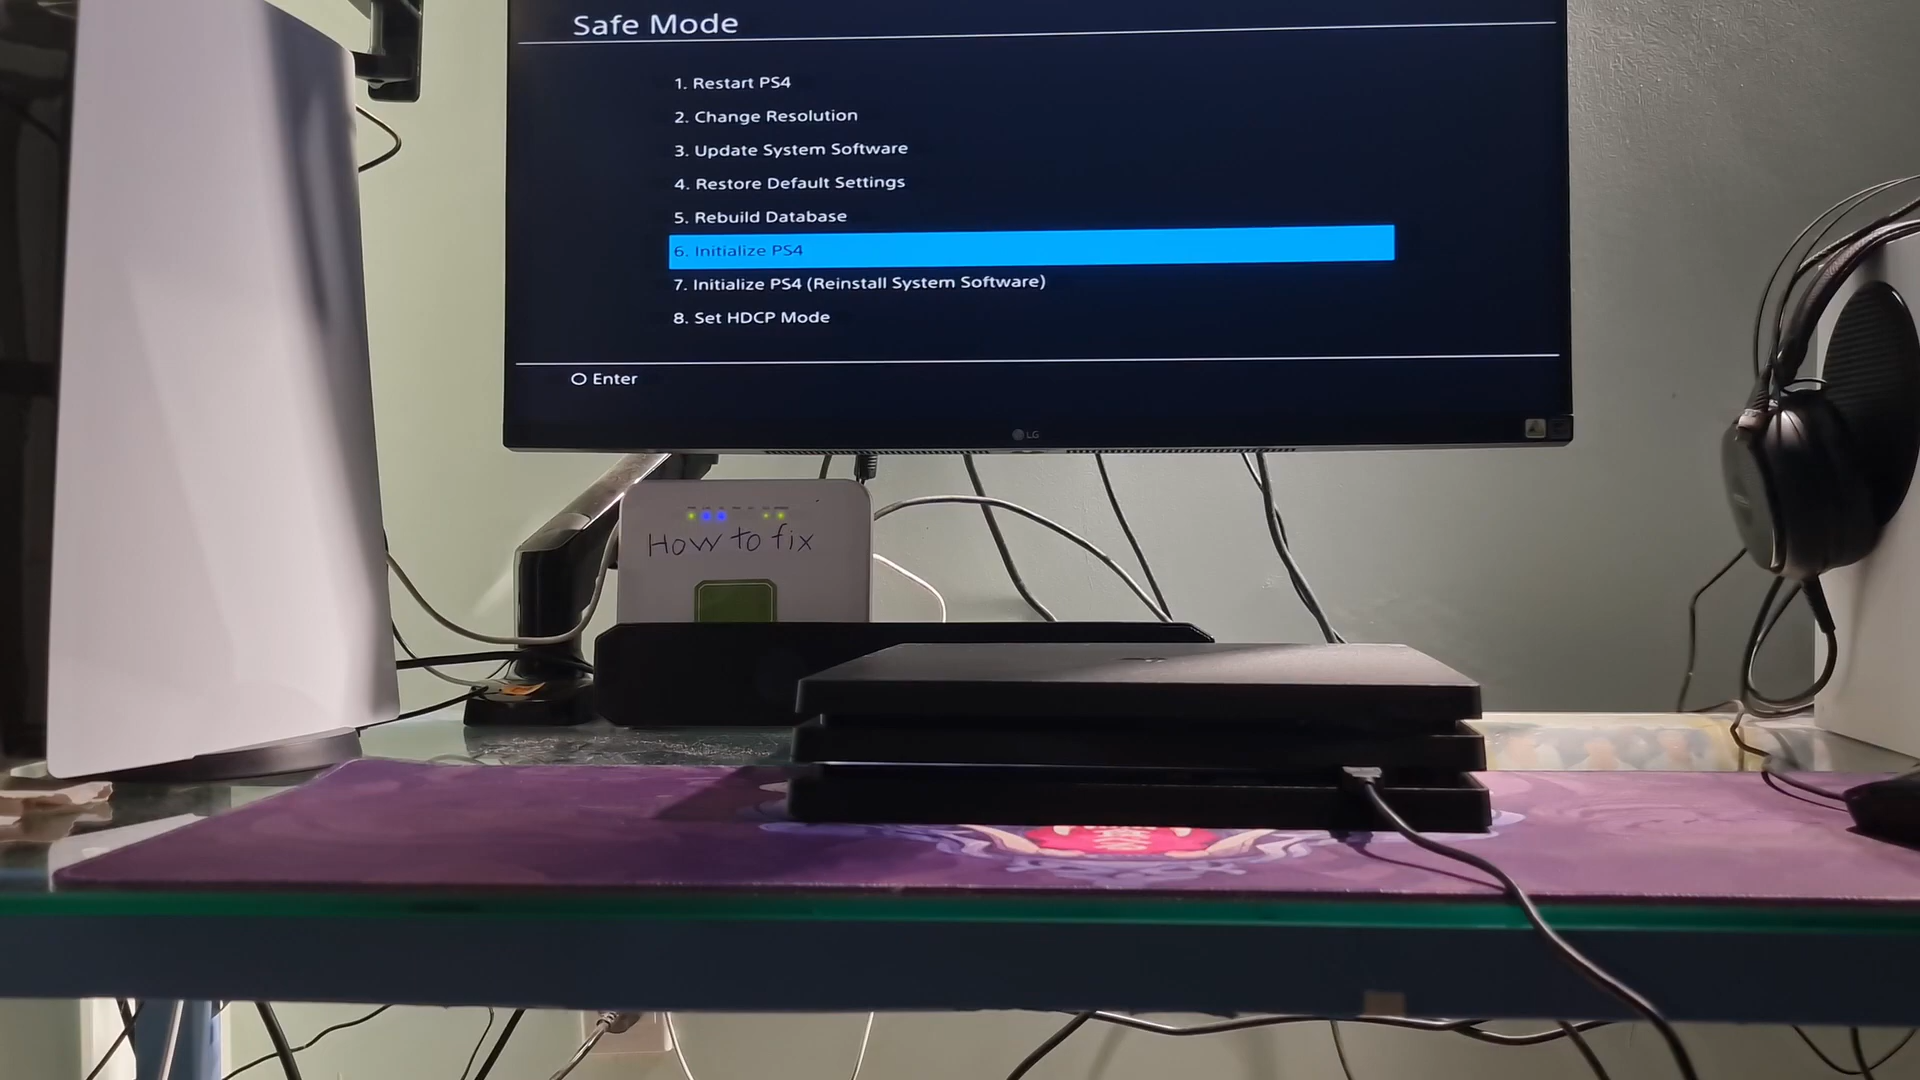 Safe Mode
1. Restart PS4
2. Change Resolution
3. Update System Software
4. Restore Default Settings
5. Rebuild Database
6. Initialize PS4
7. Initialize PS4 (Reinstall System Software)
8. Set HDCP Mode
Enter
LG
How to fix